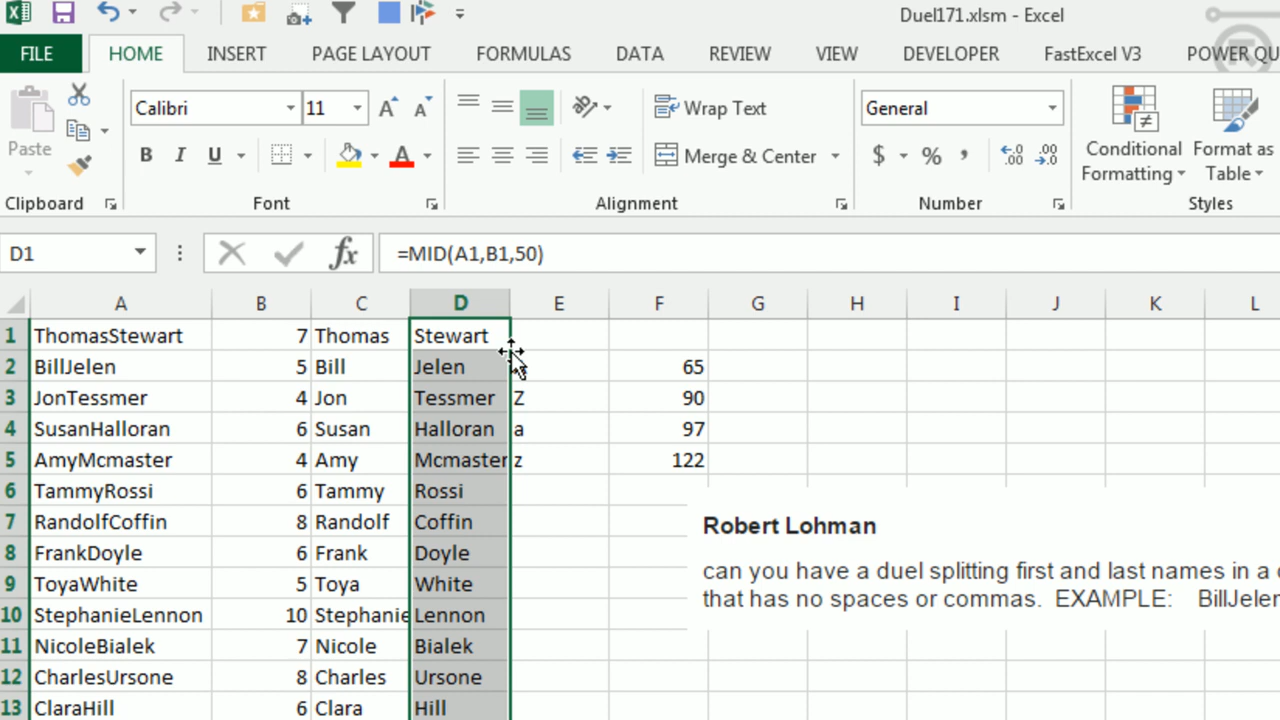 Duel171.xlsm - Excel
FILE HOME INSERT PAGE LAYOUT FORMULAS DATA REVIEW VIEW DEVELOPER FastExcel V3 POWER QU
Calibri 11 Wrap Text General
Paste B I U Merge & Center $ % , Conditional Formatting Format as Table
Clipboard Font Alignment Number Styles
D1 fx =MID(A1,B1,50)
A B C D E F G H I J K L
1 ThomasStewart 7 Thomas Stewart
2 BillJelen 5 Bill Jelen 65
3 JonTessmer 4 Jon Tessmer Z 90
4 SusanHalloran 6 Susan Halloran a 97
5 AmyMcmaster 4 Amy Mcmaster z 122
6 TammyRossi 6 Tammy Rossi
7 RandolfCoffin 8 Randolf Coffin
Robert Lohman
8 FrankDoyle 6 Frank Doyle
can you have a duel splitting first and last names in a
9 ToyaWhite 5 Toya White
that has no spaces or commas. EXAMPLE: BillJeler
10 StephanieLennon 10 Stephanie Lennon
11 NicoleBialek 7 Nicole Bialek
12 CharlesUrsone 8 Charles Ursone
13 ClaraHill 6 Clara Hill